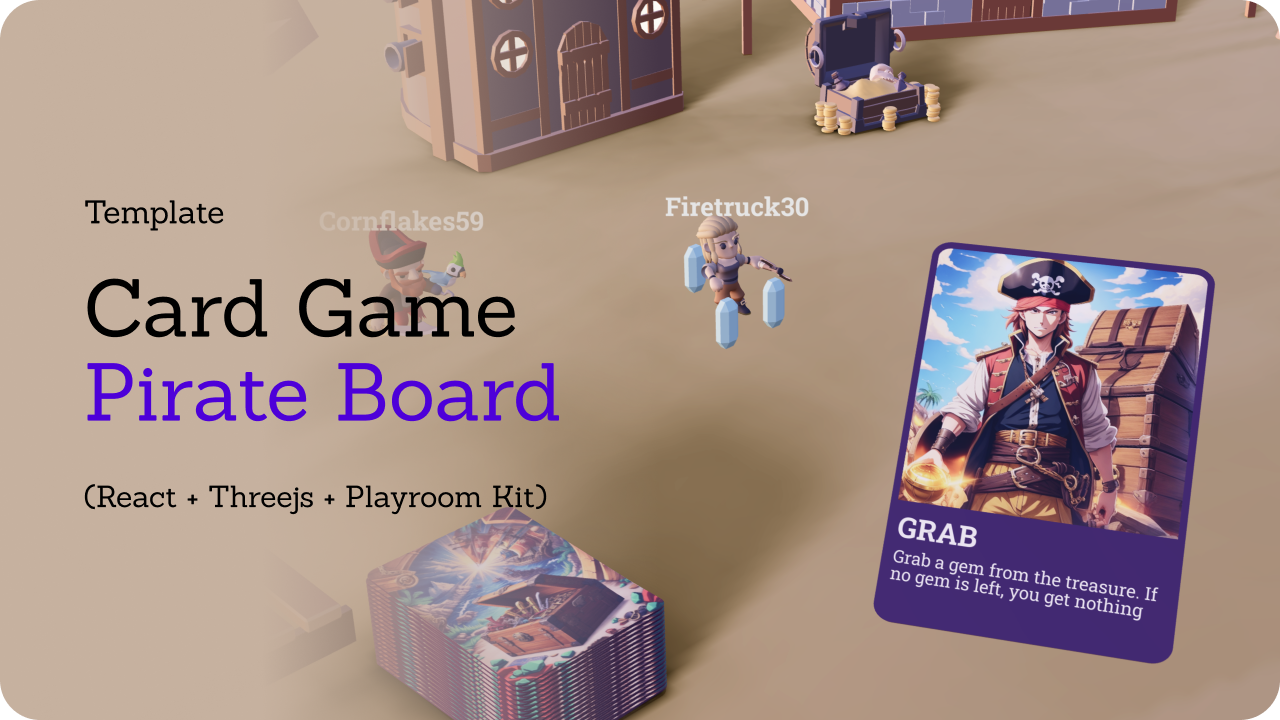 Template
Card Game
Pirate Board
(React + Threejs + Playroom Kit)
Cornflakes59
Firetruck30
GRAB
Grab a gem from the treasure. If
no gem is left, you get nothing